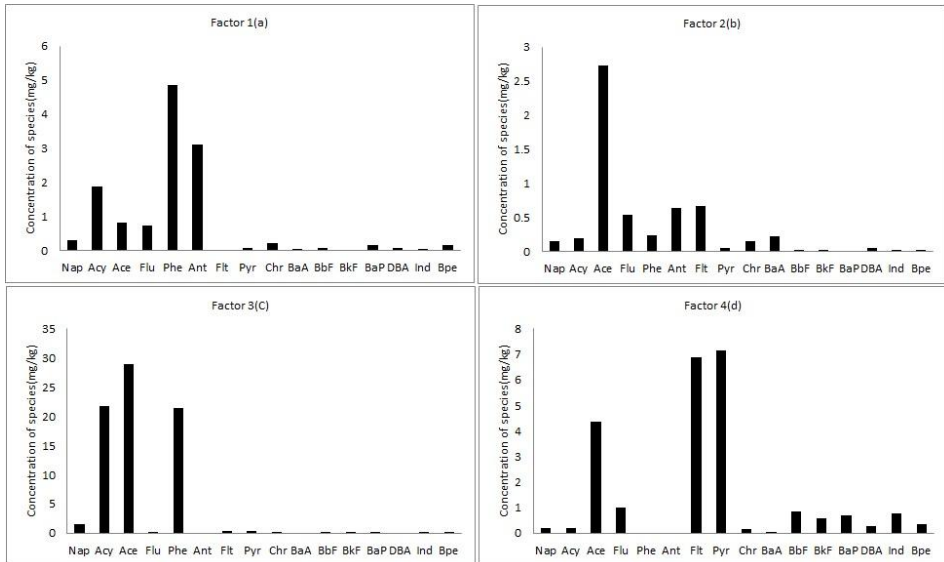 Factor 1(a)
Concentration of species(mg/kg)
6
5
4
3
2
1
0
Nap Acy Ace Flu Phe Ant Flt Pyr Chr BaA BbF BkF BaP DBA Ind Bpe
Factor 2(b)
Concentration of species(mg/kg)
3
2.5
2
1.5
1
0.5
0
Nap Acy Ace Flu Phe Ant Flt Pyr Chr BaA BbF BkF BaP DBA Ind Bpe
Factor 3(C)
Concentration of species(mg/kg)
35
30
25
20
15
10
5
0
Nap Acy Ace Flu Phe Ant Flt Pyr Chr BaA BbF BkF BaP DBA Ind Bpe
Factor 4(d)
Concentration of species(mg/kg)
8
7
6
5
4
3
2
1
0
Nap Acy Ace Flu Phe Ant Flt Pyr Chr BaA BbF BkF BaP DBA Ind Bpe